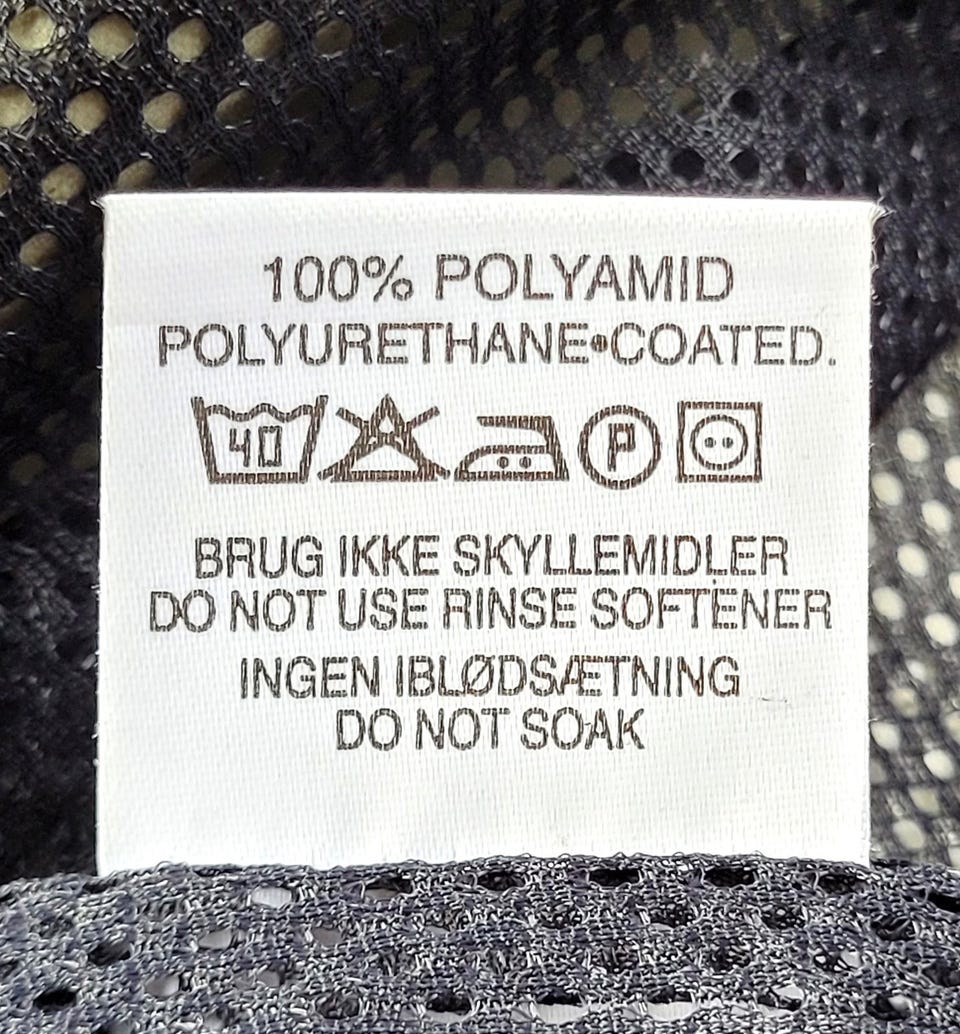 100% POLYAMID
POLYURETHANE•COATED.
40 P
BRUG IKKE SKYLLEMIDLER
DO NOT USE RINSE SOFTENER
INGEN IBLØDSÆTNING
DO NOT SOAK